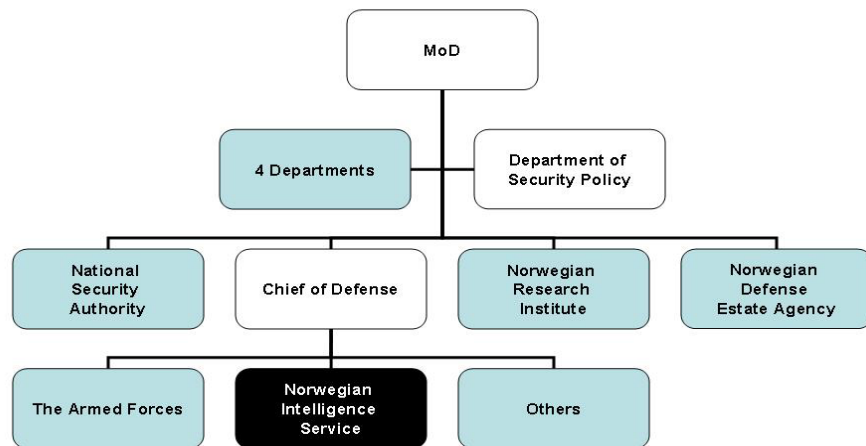 MoD
4 Departments
Department of
Security Policy
National
Security
Authority
Chief of Defense
Norwegian
Research
Institute
Norwegian
Defense
Estate Agency
The Armed Forces
Norwegian
Intelligence
Service
Others